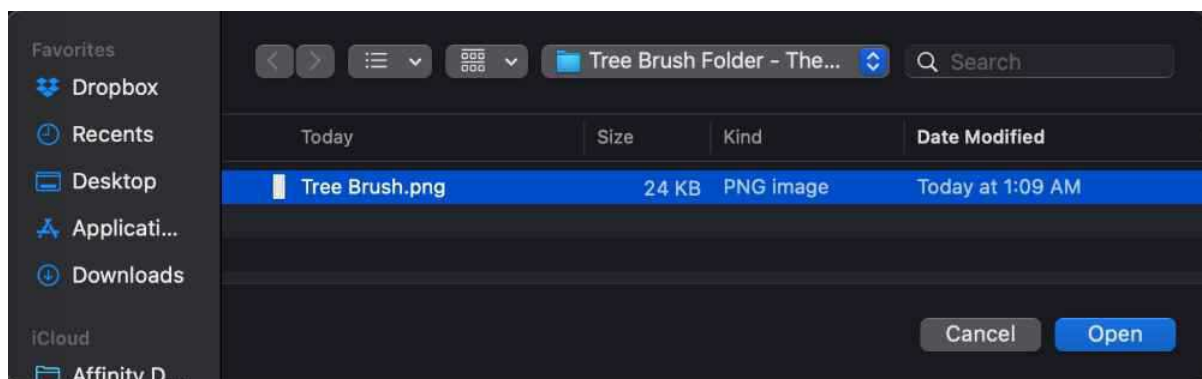 Favorites
Dropbox
Recents
Desktop
Applicati...
Downloads
iCloud
Affinity D...
Tree Brush Folder - The...
Search
Today Size Kind Date Modified
Tree Brush.png 24 KB PNG image Today at 1:09 AM
Cancel Open